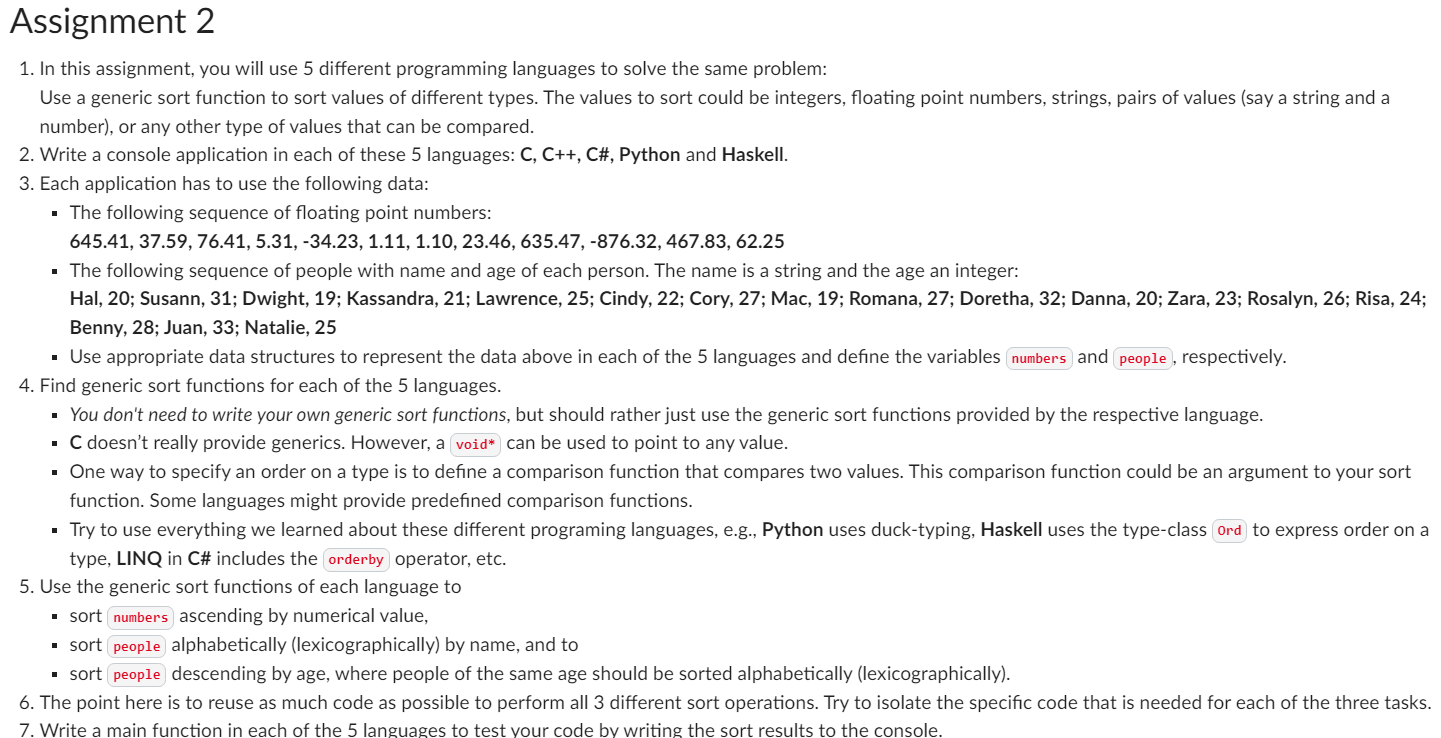 Assignment 2
1. In this assignment, you will use 5 different programming languages to solve the same problem:
Use a generic sort function to sort values of different types. The values to sort could be integers, floating point numbers, strings, pairs of values (say a string and a
number), or any other type of values that can be compared.
2. Write a console application in each of these 5 languages: C, C++, C#, Python and Haskell.
3. Each application has to use the following data:
▪ The following sequence of floating point numbers:
645.41, 37.59, 76.41, 5.31, -34.23, 1.11, 1.10, 23.46, 635.47, -876.32, 467.83, 62.25
▪ The following sequence of people with name and age of each person. The name is a string and the age an integer:
Hal, 20; Susann, 31; Dwight, 19; Kassandra, 21; Lawrence, 25; Cindy, 22; Cory, 27; Mac, 19; Romana, 27; Doretha, 32; Danna, 20; Zara, 23; Rosalyn, 26; Risa, 24;
Benny, 28; Juan, 33; Natalie, 25
▪ Use appropriate data structures to represent the data above in each of the 5 languages and define the variables numbers and people, respectively.
4. Find generic sort functions for each of the 5 languages.
▪ You don't need to write your own generic sort functions, but should rather just use the generic sort functions provided by the respective language.
▪ C doesn't really provide generics. However, a void* can be used to point to any value.
▪ One way to specify an order on a type is to define a comparison function that compares two values. This comparison function could be an argument to your sort
function. Some languages might provide predefined comparison functions.
▪ Try to use everything we learned about these different programing languages, e.g., Python uses duck-typing, Haskell uses the type-class Ord to express order on a
type, LINQ in C# includes the orderby operator, etc.
5. Use the generic sort functions of each language to
▪ sort numbers ascending by numerical value,
▪ sort people alphabetically (lexicographically) by name, and to
▪ sort people descending by age, where people of the same age should be sorted alphabetically (lexicographically).
6. The point here is to reuse as much code as possible to perform all 3 different sort operations. Try to isolate the specific code that is needed for each of the three tasks.
7. Write a main function in each of the 5 languages to test your code by writing the sort results to the console.